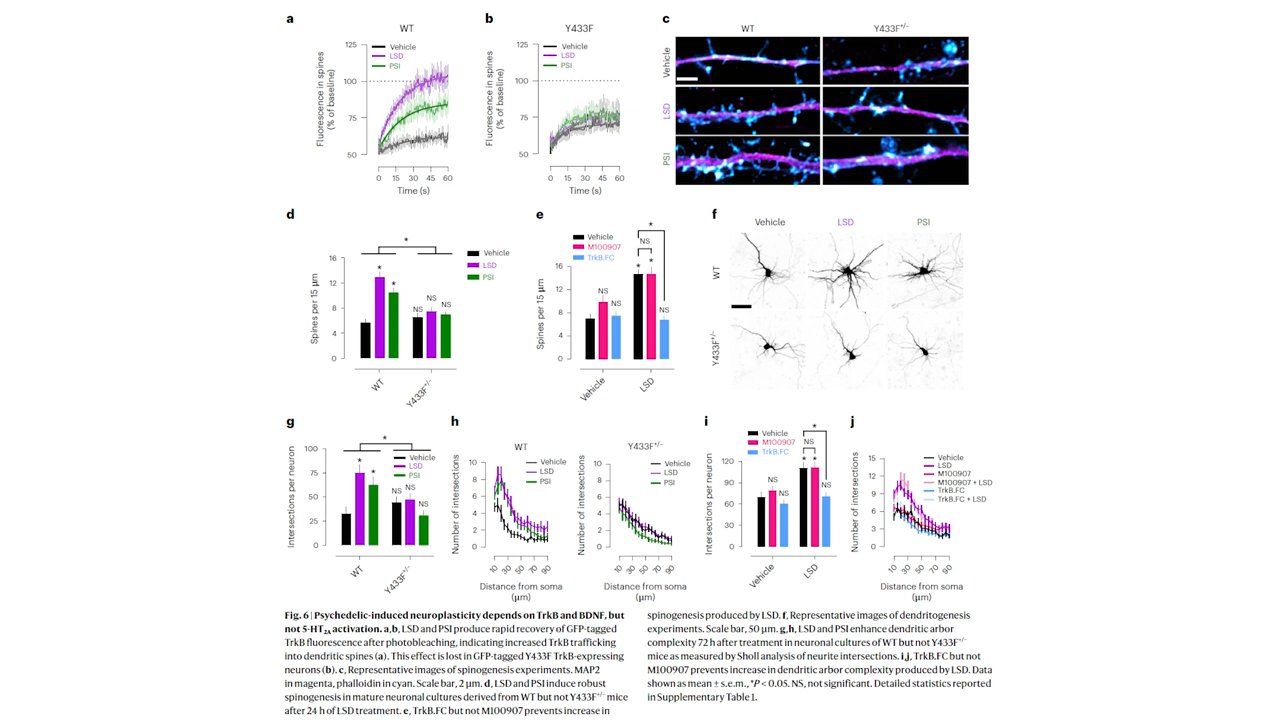 a
WT
Fluorescence in spines
(% of baseline)
125
100
75
50
Vehicle
LSD
PSI
0 15 30 45 60
Time (s)
b
Y433F
Fluorescence in spines
(% of baseline)
125
100
75
50
Vehicle
LSD
PSI
0 15 30 45 60
Time (s)
c
WT
Y433F+/−
Vehicle
LSD
PSI
d
Spines per 15 μm
16
12
8
4
0
*
* * NS NS NS
Vehicle
LSD
PSI
WT
Y433F+/−
e
Vehicle
M100907
TrkB.FC
Spines per 15 μm
16
12
8
4
0
*
NS
NS NS * * NS
Vehicle
LSD
f
Vehicle
LSD
PSI
WT
Y433F+/−
g
Intersections per neuron
100
75
50
25
0
*
* * NS NS NS
Vehicle
LSD
PSI
WT
Y433F+/−
h
WT
Number of intersections
10
8
6
4
2
0
Vehicle
LSD
PSI
10 30 50 70 90
Distance from soma
(μm)
Y433F+/−
Number of intersections
10
8
6
4
2
0
Vehicle
LSD
PSI
10 30 50 70 90
Distance from soma
(μm)
i
Vehicle
M100907
TrkB.FC
Intersections per neuron
120
90
60
30
0
*
NS
NS NS * * NS
Vehicle
LSD
j
Number of intersections
15
12
9
6
3
0
Vehicle
LSD
M100907
M100907 + LSD
TrkB.FC
TrkB.FC + LSD
10 30 50 70 90
Distance from soma
(μm)
Fig. 6 | Psychedelic-induced neuroplasticity depends on TrkB and BDNF, but
not 5-HT2A activation. a,b, LSD and PSI produce rapid recovery of GFP-tagged
TrkB fluorescence after photobleaching, indicating increased TrkB trafficking
into dendritic spines (a). This effect is lost in GFP-tagged Y433F TrkB-expressing
neurons (b). c, Representative images of spinogenesis experiments. MAP2
in magenta, phalloidin in cyan. Scale bar, 2 μm. d, LSD and PSI induce robust
spinogenesis in mature neuronal cultures derived from WT but not Y433F+/− mice
after 24 h of LSD treatment. e, TrkB.FC but not M100907 prevents increase in
spinogenesis produced by LSD. f, Representative images of dendritogenesis
experiments. Scale bar, 50 μm. g,h, LSD and PSI enhance dendritic arbor
complexity 72 h after treatment in neuronal cultures of WT but not Y433F+/−
mice as measured by Sholl analysis of neurite intersections. i,j, TrkB.FC but not
M100907 prevents increase in dendritic arbor complexity produced by LSD. Data
shown as mean ± s.e.m., *P < 0.05. NS, not significant. Detailed statistics reported
in Supplementary Table 1.